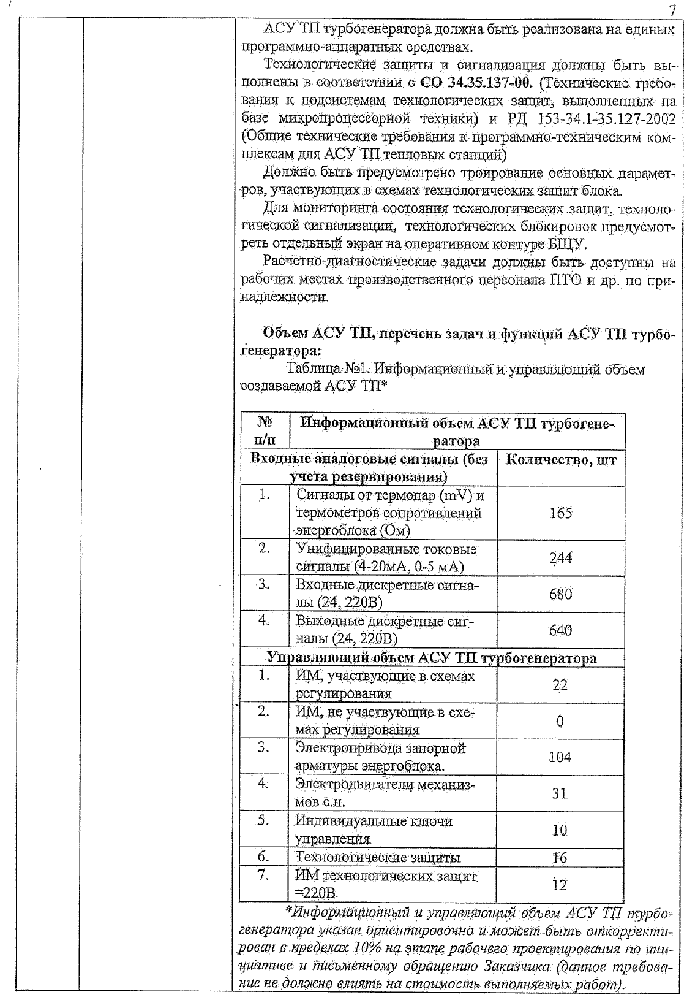 7
АСУ ТП турбогенератора должна быть реализована на единых
программно-аппаратных средствах.
Технологические защиты и сигнализация должны быть вы-
полнены в соответствии с СО 34.35.137-00. (Технические требо-
вания к подсистемам технологических защит, выполненных на
базе микропроцессорной техники) и РД 153-34.1-35.127-2002
(Общие технические требования к программно-техническим ком-
плексам для АСУ ТП тепловых станций)
Должно быть предусмотрено троирование основных парамет-
ров, участвующих в схемах технологических защит блока.
Для мониторинга состояния технологических защит, техноло-
гической сигнализации, технологических блокировок предусмот-
реть отдельный экран на оперативном контуре БЩУ.
Расчетно-диагностические задачи должны быть доступны на
рабочих местах производственного персонала ПТО и др. по при-
надлежности.
Объем АСУ ТП, перечень задач и функций АСУ ТП турбо-
генератора:
Таблица №1. Информационный и управляющий объем
создаваемой АСУ ТП*
№ п/п
Информационный объем АСУ ТП турбогене-
ратора
Входные аналоговые сигналы (без
учета резервирования)
Количество, шт
1.
Сигналы от термопар (mV) и
термометров сопротивлений
энергоблока (Ом)
165
2.
Унифицированные токовые
сигналы (4-20мА, 0-5 мА)
244
3.
Входные дискретные сигна-
лы (24, 220В)
680
4.
Выходные дискретные сиг-
налы (24, 220В)
640
Управляющий объем АСУ ТП турбогенератора
1.
ИМ, участвующие в схемах
регулирования
22
2.
ИМ, не участвующие в схе-
мах регулирования
0
3.
Электропривода запорной
арматуры энергоблока.
104
4.
Электродвигатели механиз-
мов с.н.
31
5.
Индивидуальные ключи
управления
10
6.
Технологические защиты
16
7.
ИМ технологических защит
=220В
12
*Информационный и управляющий объем АСУ ТП турбо-
генератора указан ориентировочно и может быть откорректи-
рован в пределах 10% на этапе рабочего проектирования по ини-
циативе и письменному обращению Заказчика (данное требова-
ние не должно влиять на стоимость выполняемых работ).